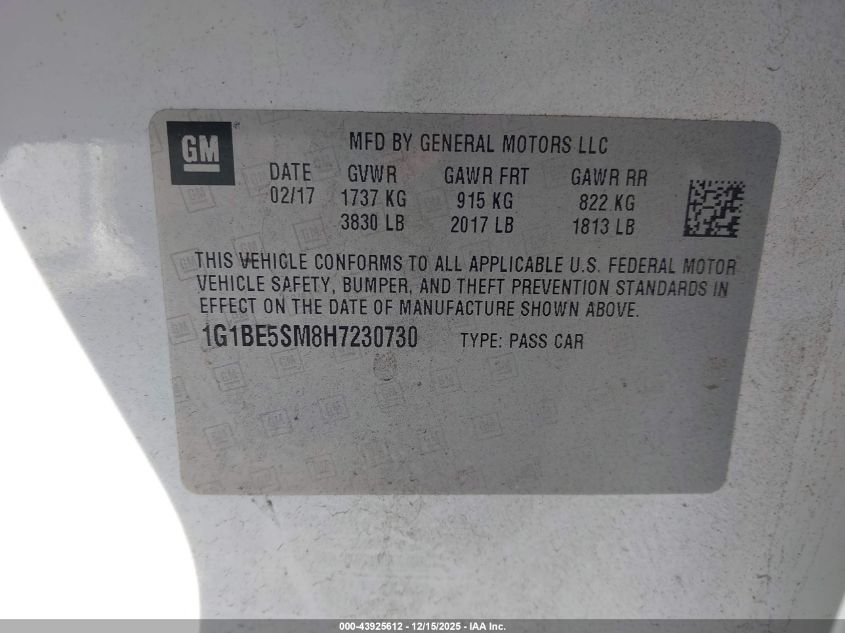 GM
MFD BY GENERAL MOTORS LLC
DATE GVWR GAWR FRT GAWR RR
02/17 1737 KG 915 KG 822 KG
3830 LB 2017 LB 1813 LB
THIS VEHICLE CONFORMS TO ALL APPLICABLE U.S. FEDERAL MOTOR
VEHICLE SAFETY, BUMPER, AND THEFT PREVENTION STANDARDS IN
EFFECT ON THE DATE OF MANUFACTURE SHOWN ABOVE.
1G1BE5SM8H7230730 TYPE: PASS CAR
000-43925612 - 12/15/2025 - IAA Inc.